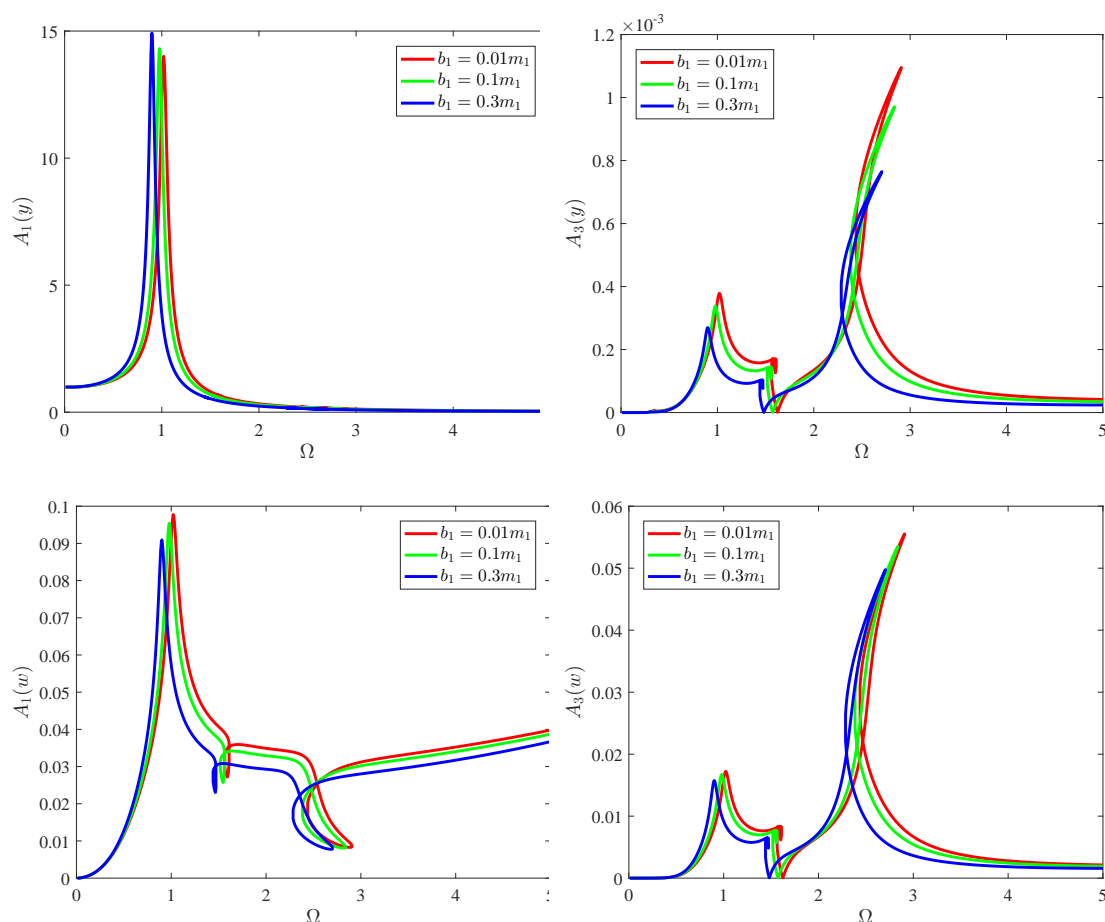 15
10
5
0
0
1
2
3
4
A₁(y)
Ω
b₁ = 0.01m₁
b₁ = 0.1m₁
b₁ = 0.3m₁
×10⁻³
1.2
1
0.8
0.6
0.4
0.2
0
0
1
2
3
4
5
A₃(y)
Ω
b₁ = 0.01m₁
b₁ = 0.1m₁
b₁ = 0.3m₁
0.1
0.09
0.08
0.07
0.06
0.05
0.04
0.03
0.02
0.01
0
0
1
2
3
4
5
A₁(w)
Ω
b₁ = 0.01m₁
b₁ = 0.1m₁
b₁ = 0.3m₁
0.06
0.05
0.04
0.03
0.02
0.01
0
0
1
2
3
4
5
A₃(w)
Ω
b₁ = 0.01m₁
b₁ = 0.1m₁
b₁ = 0.3m₁